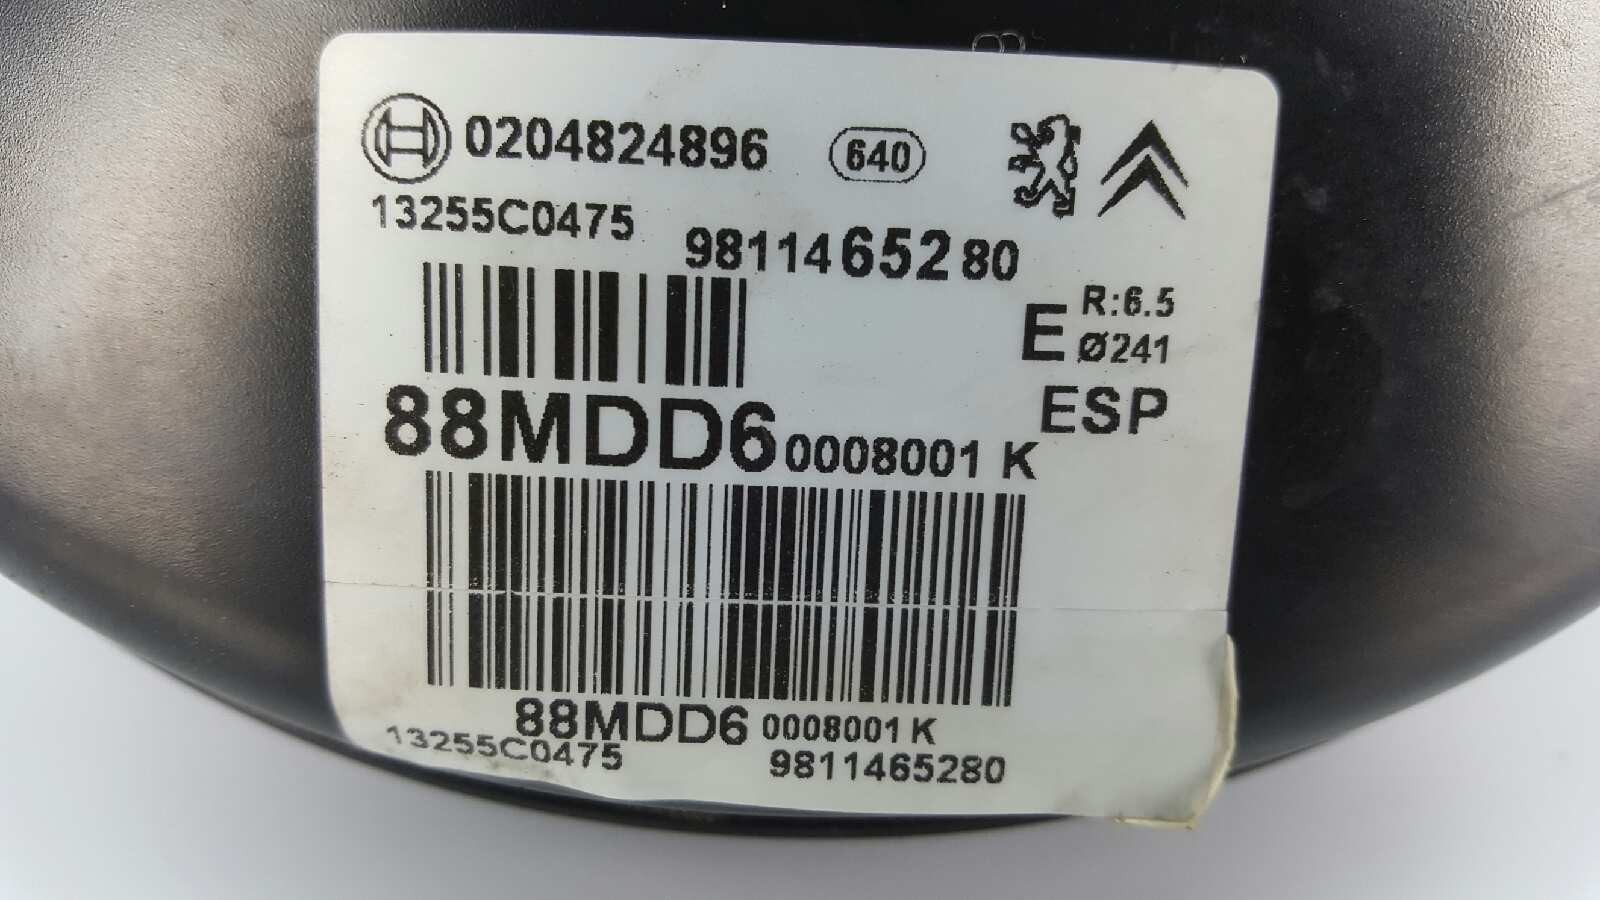 0204824896 640
13255C0475
9811465280
E R:6.5
Ø241
ESP
88MDD6 0008001 K
88MDD6 0008001 K
13255C0475 9811465280